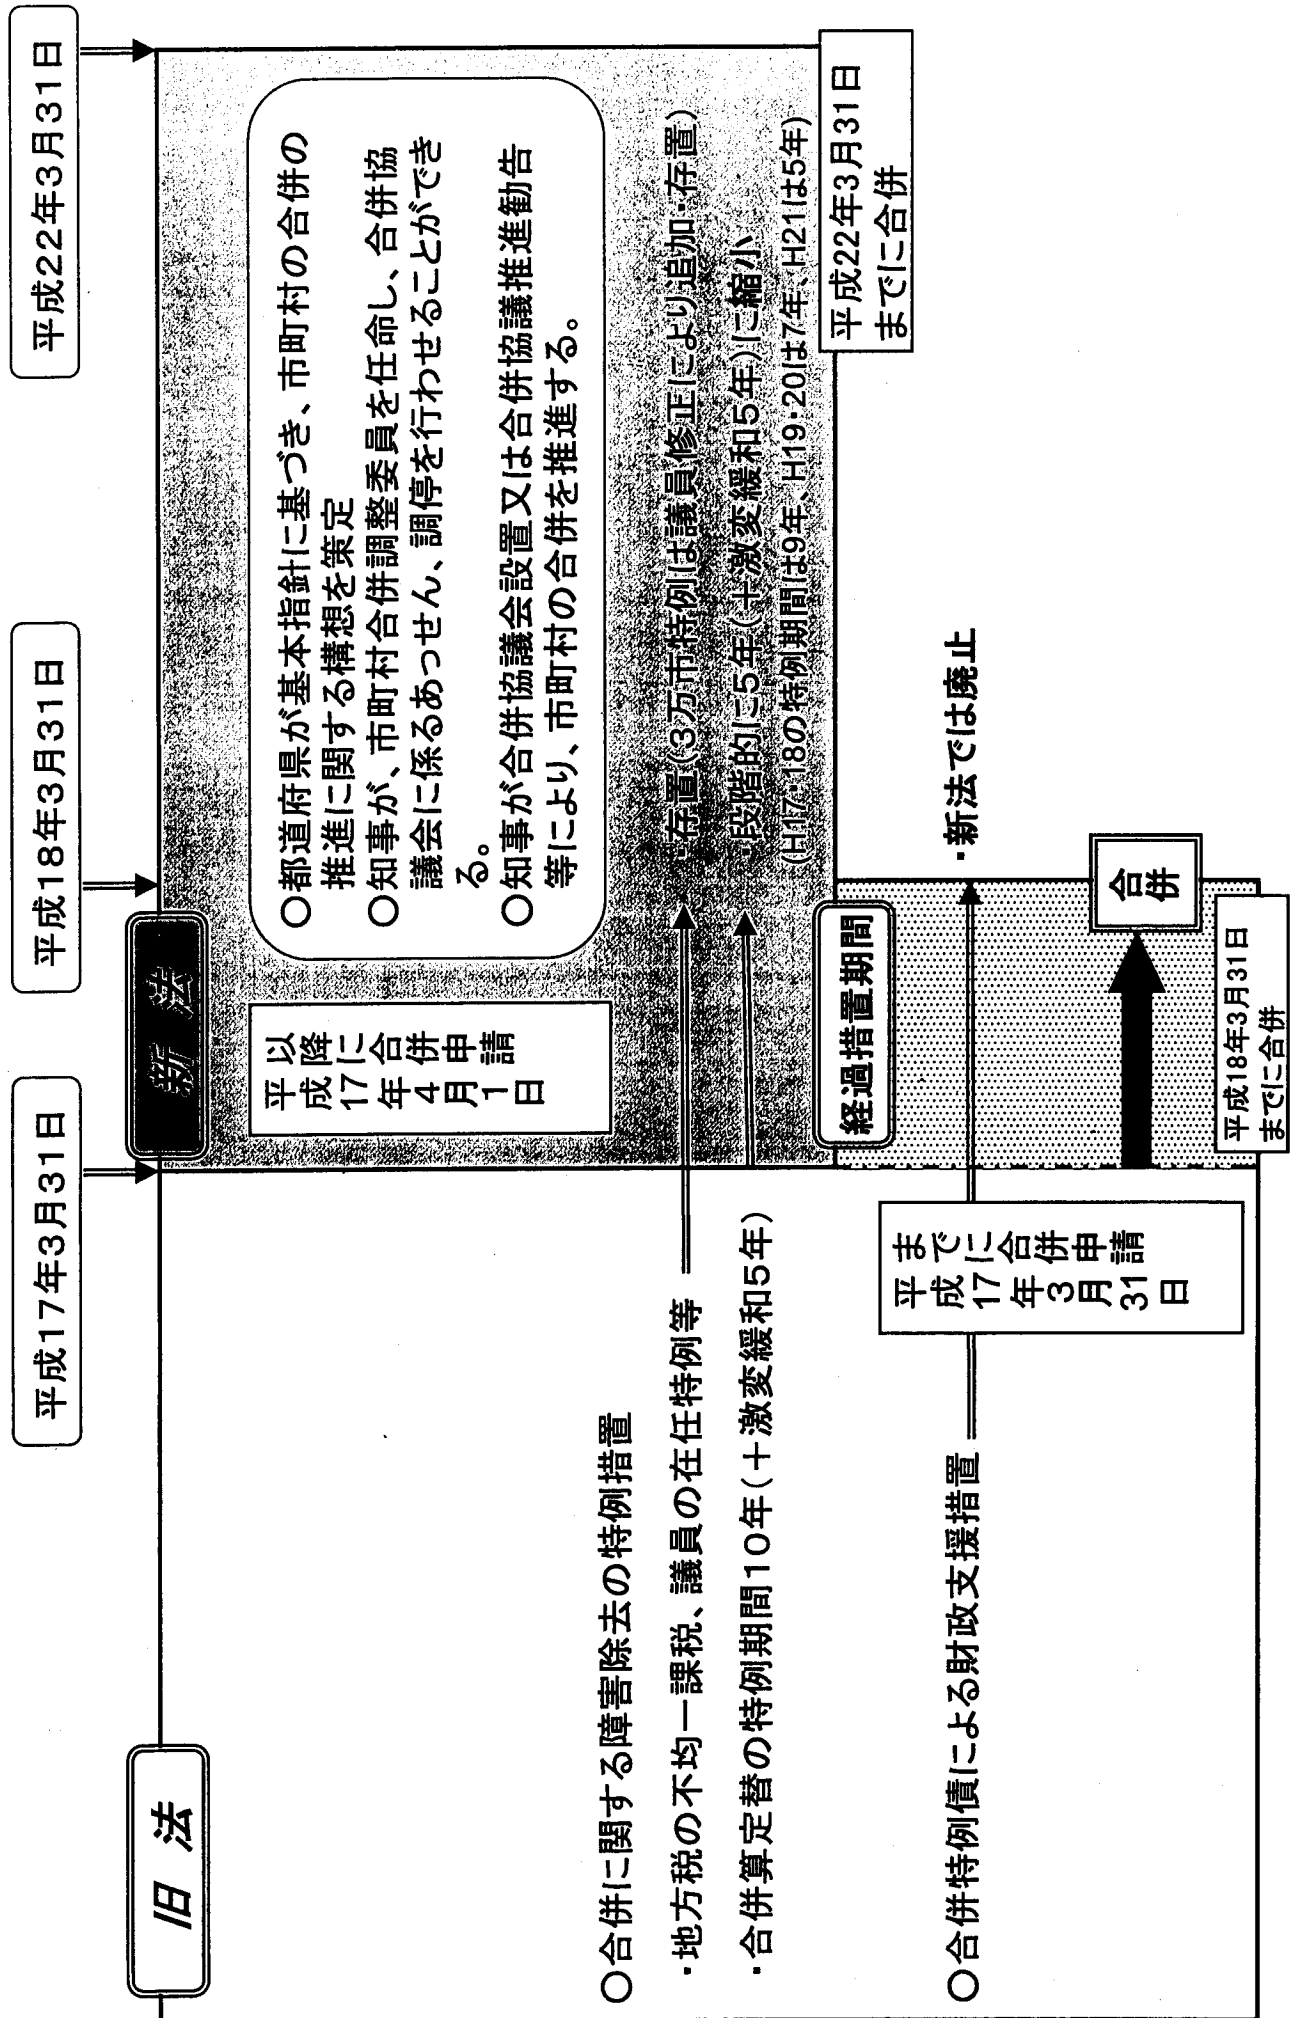 平成17年3月31日
平成18年3月31日
平成22年3月31日
旧 法
新 法
平成17年4月1日
以降に合併申請
○都道府県が基本指針に基づき、市町村の合併の
推進に関する構想を策定
○知事が、市町村合併調整委員を任命し、合併協
議会に係るあっせん、調停を行わせることができ
る。
○知事が合併協議会設置又は合併協議推進勧告
等により、市町村の合併を推進する。
○合併に関する障害除去の特例措置
・地方税の不均一課税、議員の在任特例等
・存置(3万市特例は議員修正により追加・存置)
・合併算定替の特例期間10年(＋激変緩和5年)
・段階的に5年(＋激変緩和5年)に縮小
(H17・18の特例期間は9年、H19・20は7年、H21は5年)
平成22年3月31日
までに合併
経過措置期間
○合併特例債による財政支援措置
・新法では廃止
平成17年3月31日
までに合併申請
合併
平成18年3月31日
までに合併